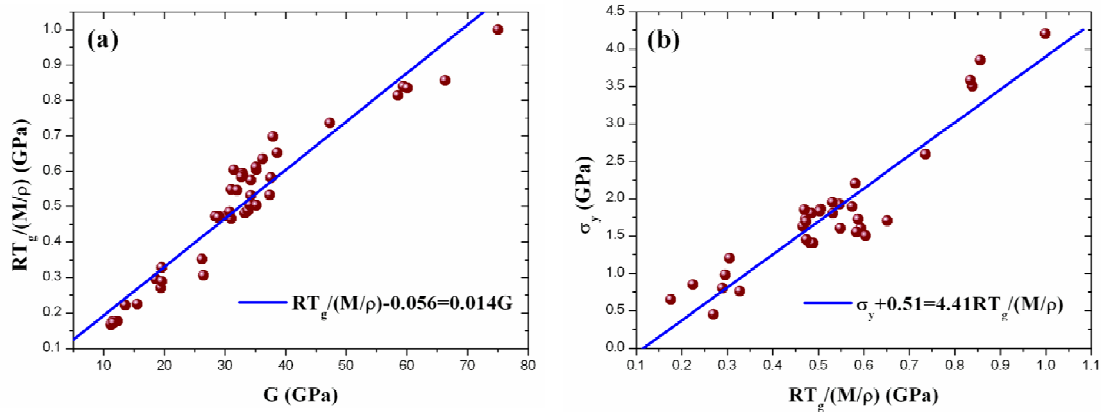 (a)
1.0
0.9
0.8
0.7
0.6
0.5
0.4
0.3
0.2
0.1
10 20 30 40 50 60 70 80
RTg/(M/ρ) (GPa)
G (GPa)
RTg/(M/ρ)-0.056=0.014G
(b)
4.5
4.0
3.5
3.0
2.5
2.0
1.5
1.0
0.5
0.0
0.1 0.2 0.3 0.4 0.5 0.6 0.7 0.8 0.9 1.0 1.1
σy (GPa)
RTg/(M/ρ) (GPa)
σy+0.51=4.41RTg/(M/ρ)